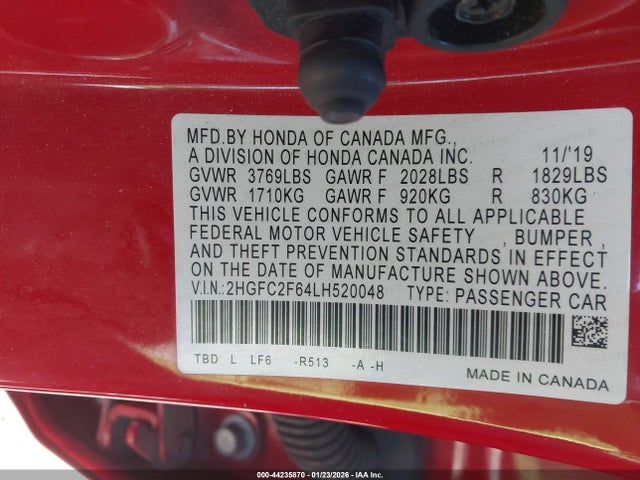 MFD.BY HONDA OF CANADA MFG.,
A DIVISION OF HONDA CANADA INC. 11/'19
GVWR 3769LBS GAWR F 2028LBS R 1829LBS
GVWR 1710KG GAWR F 920KG R 830KG
THIS VEHICLE CONFORMS TO ALL APPLICABLE
FEDERAL MOTOR VEHICLE SAFETY , BUMPER ,
AND THEFT PREVENTION STANDARDS IN EFFECT
ON THE DATE OF MANUFACTURE SHOWN ABOVE.
V.I.N.:2HGFC2F64LH520048 TYPE: PASSENGER CAR
TBD L LF6 -R513 -A -H
MADE IN CANADA
000-44235870 | 01/23/2026 - IAA Inc.